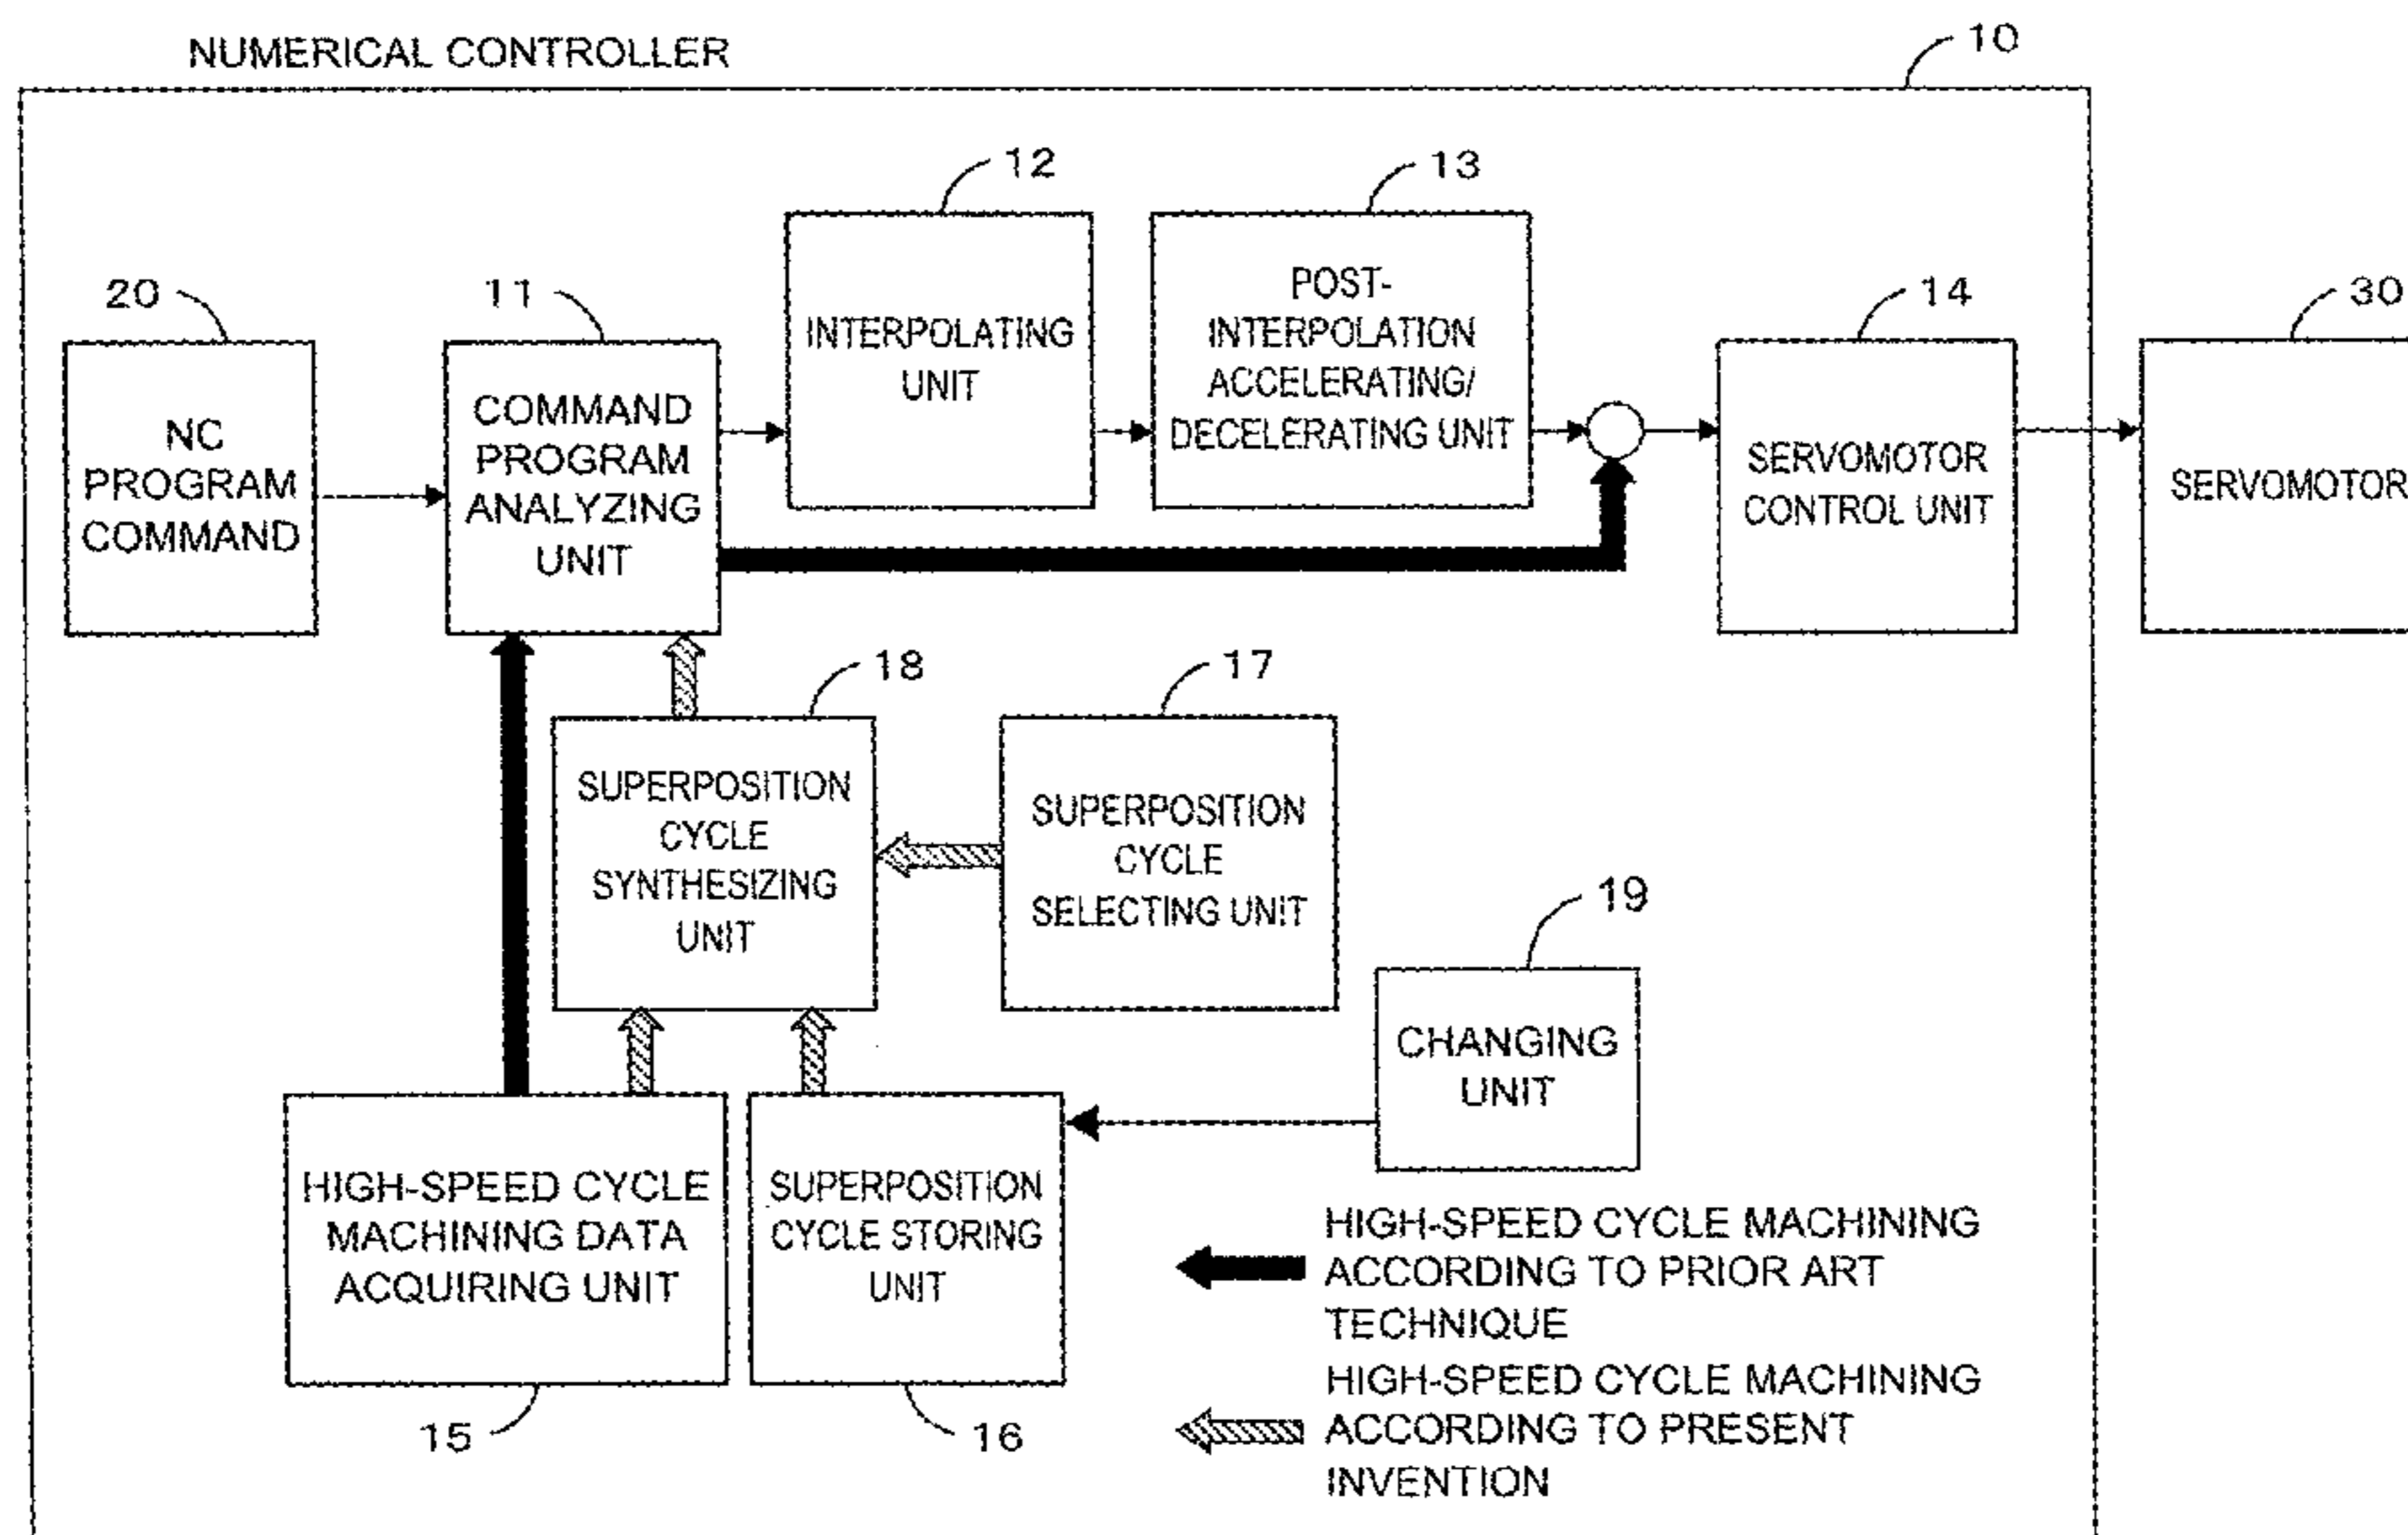 NUMERICAL CONTROLLER
10
12
13
20
11
14
30
NC
PROGRAM
COMMAND
COMMAND
PROGRAM
ANALYZING
UNIT
INTERPOLATING
UNIT
POST-
INTERPOLATION
ACCELERATING/
DECELERATING UNIT
SERVOMOTOR
CONTROL UNIT
SERVOMOTOR
18
17
SUPERPOSITION
CYCLE
SYNTHESIZING
UNIT
SUPERPOSITION
CYCLE
SELECTING UNIT
19
CHANGING
UNIT
HIGH-SPEED CYCLE
MACHINING DATA
ACQUIRING UNIT
SUPERPOSITION
CYCLE STORING
UNIT
15
16
HIGH-SPEED CYCLE MACHINING
ACCORDING TO PRIOR ART
TECHNIQUE
HIGH-SPEED CYCLE MACHINING
ACCORDING TO PRESENT
INVENTION